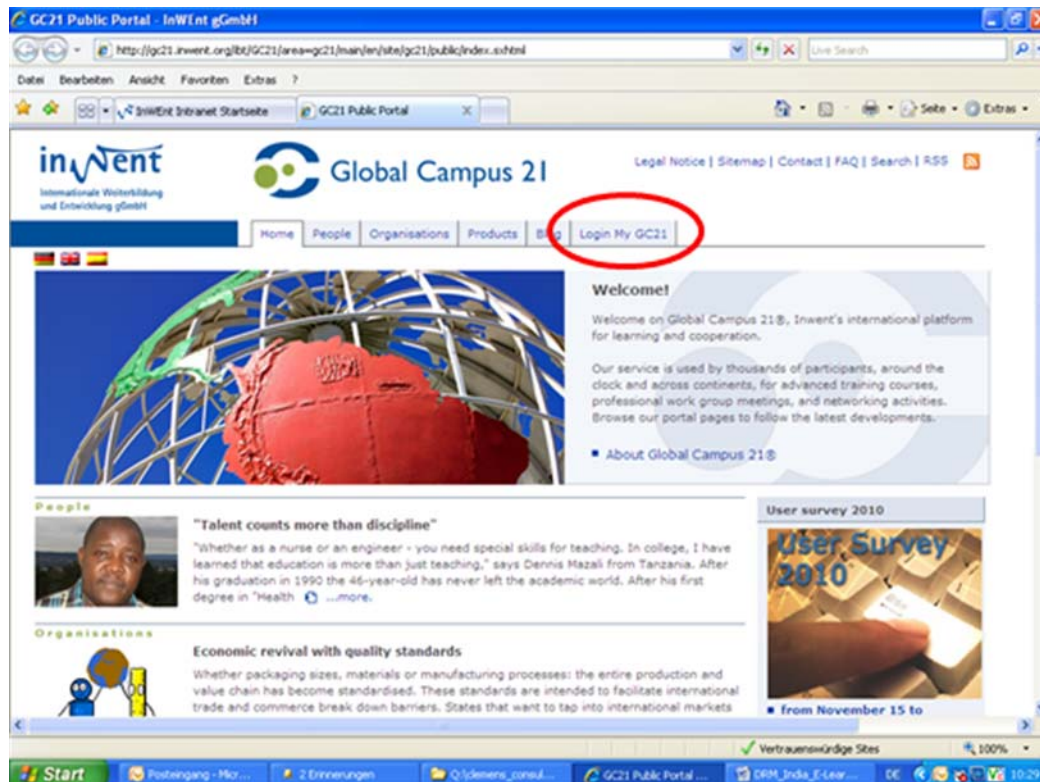 GC21 Public Portal - InWEnt gGmbH
http://gc21.inwent.org/ibt/GC21/area=gc21/main/en/site/gc21/public/index.sxhtml
Live Search
Datei Bearbeiten Ansicht Favoriten Extras ?
InWEnt Intranet Startseite
GC21 Public Portal
Seite
Extras
inwent
Internationale Weiterbildung
und Entwicklung gGmbH
Global Campus 21
Legal Notice | Sitemap | Contact | FAQ | Search | RSS
Home People Organisations Products Blog Login My GC21
Welcome!
Welcome on Global Campus 21®, Inwent's international platform
for learning and cooperation.
Our service is used by thousands of participants, around the
clock and across continents, for advanced training courses,
professional work group meetings, and networking activities.
Browse our portal pages to follow the latest developments.
About Global Campus 21®
People
"Talent counts more than discipline"
"Whether as a nurse or an engineer - you need special skills for teaching. In college, I have
learned that education is more than just teaching," says Dennis Mazali from Tanzania. After
his graduation in 1990 the 46-year-old has never left the academic world. After his first
degree in "Health ...more.
Organisations
Economic revival with quality standards
Whether packaging sizes, materials or manufacturing processes: the entire production and
value chain has become standardised. These standards are intended to facilitate international
trade and commerce break down barriers. States that want to tap into international markets
User survey 2010
User Survey
2010
from November 15 to
Vertrauenswürdige Sites
100%
Start
Posteingang - Micr...
2 Erinnerungen
Q:\clemens_consul...
GC21 Public Portal ...
DRM_India_E-Lear...
DE
10:29